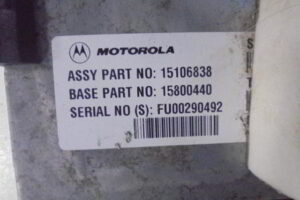 MOTOROLA
ASSY PART NO: 15106838
BASE PART NO: 15800440
SERIAL NO (S): FU00290492
S
T